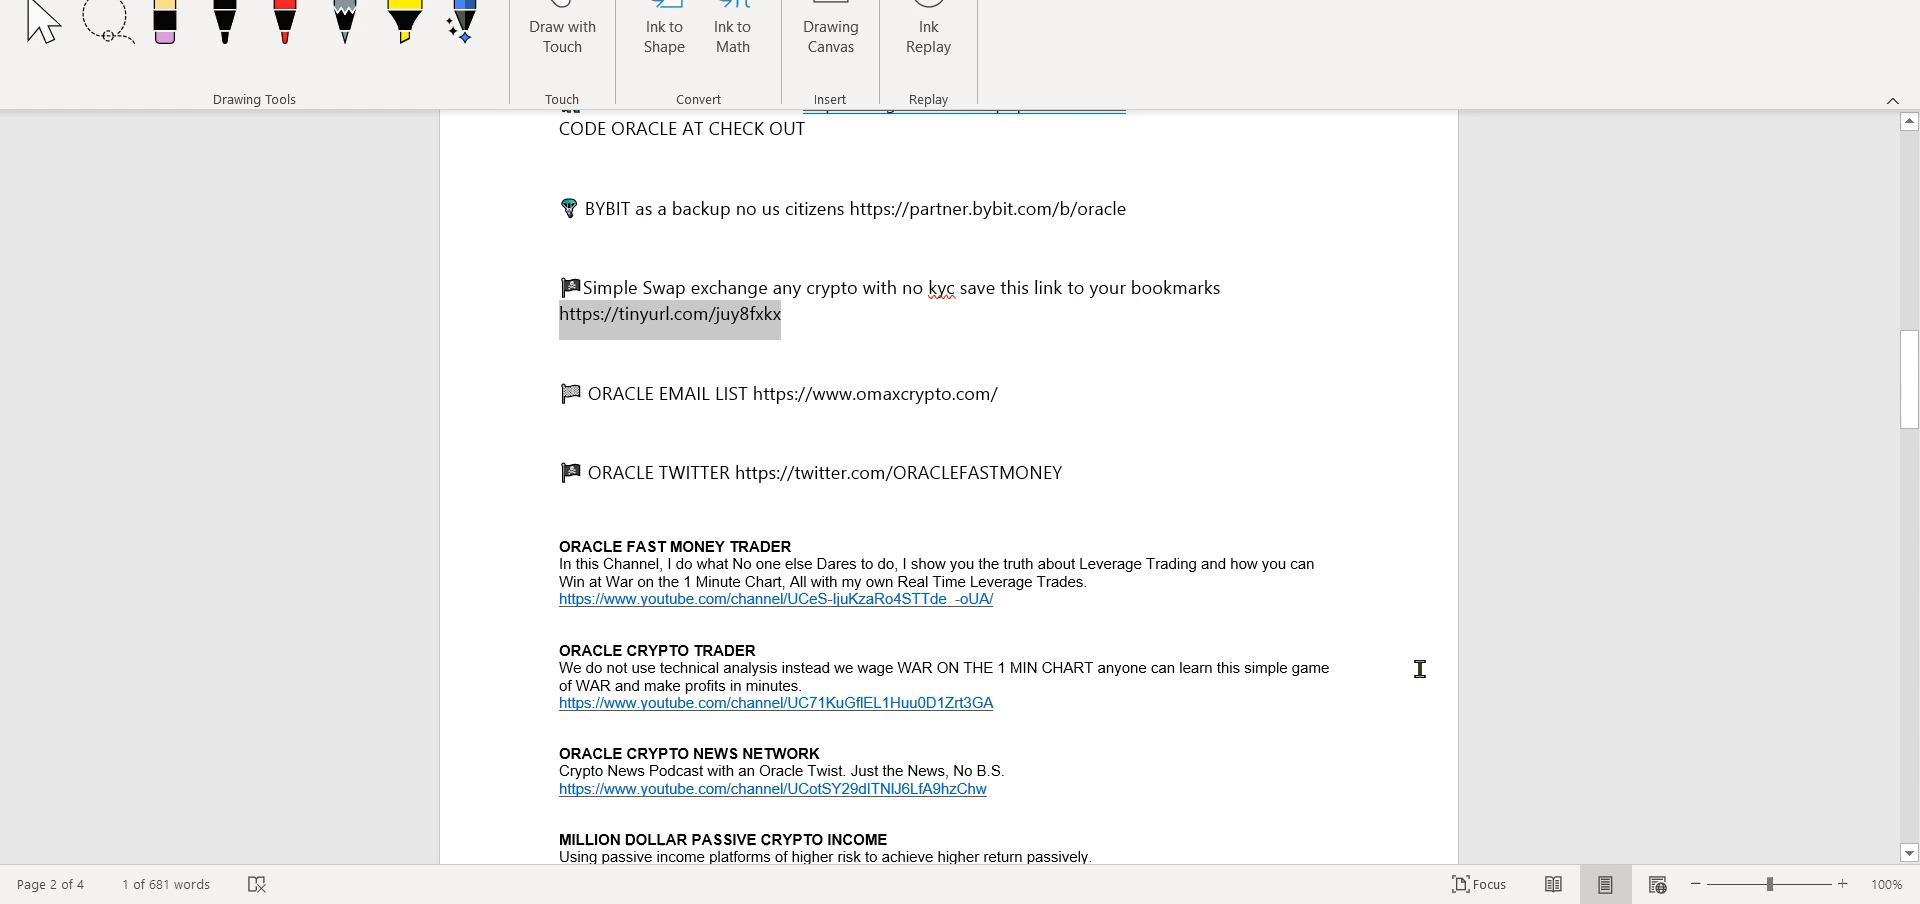 Draw with Touch
Ink to Shape
Ink to Math
Drawing Canvas
Ink Replay
Drawing Tools
Touch
Convert
Insert
Replay
CODE ORACLE AT CHECK OUT
BYBIT as a backup no us citizens https://partner.bybit.com/b/oracle
Simple Swap exchange any crypto with no kyc save this link to your bookmarks
https://tinyurl.com/juy8fxkx
ORACLE EMAIL LIST https://www.omaxcrypto.com/
ORACLE TWITTER https://twitter.com/ORACLEFASTMONEY
ORACLE FAST MONEY TRADER
In this Channel, I do what No one else Dares to do, I show you the truth about Leverage Trading and how you can
Win at War on the 1 Minute Chart, All with my own Real Time Leverage Trades.
https://www.youtube.com/channel/UCeS-IjuKzaRo4STTde_-oUA/
ORACLE CRYPTO TRADER
We do not use technical analysis instead we wage WAR ON THE 1 MIN CHART anyone can learn this simple game
of WAR and make profits in minutes.
https://www.youtube.com/channel/UC71KuGflEL1Huu0D1Zrt3GA
ORACLE CRYPTO NEWS NETWORK
Crypto News Podcast with an Oracle Twist. Just the News, No B.S.
https://www.youtube.com/channel/UCotSY29dITNIJ6LfA9hzChw
MILLION DOLLAR PASSIVE CRYPTO INCOME
Using passive income platforms of higher risk to achieve higher return passively.
Page 2 of 4
1 of 681 words
Focus
100%